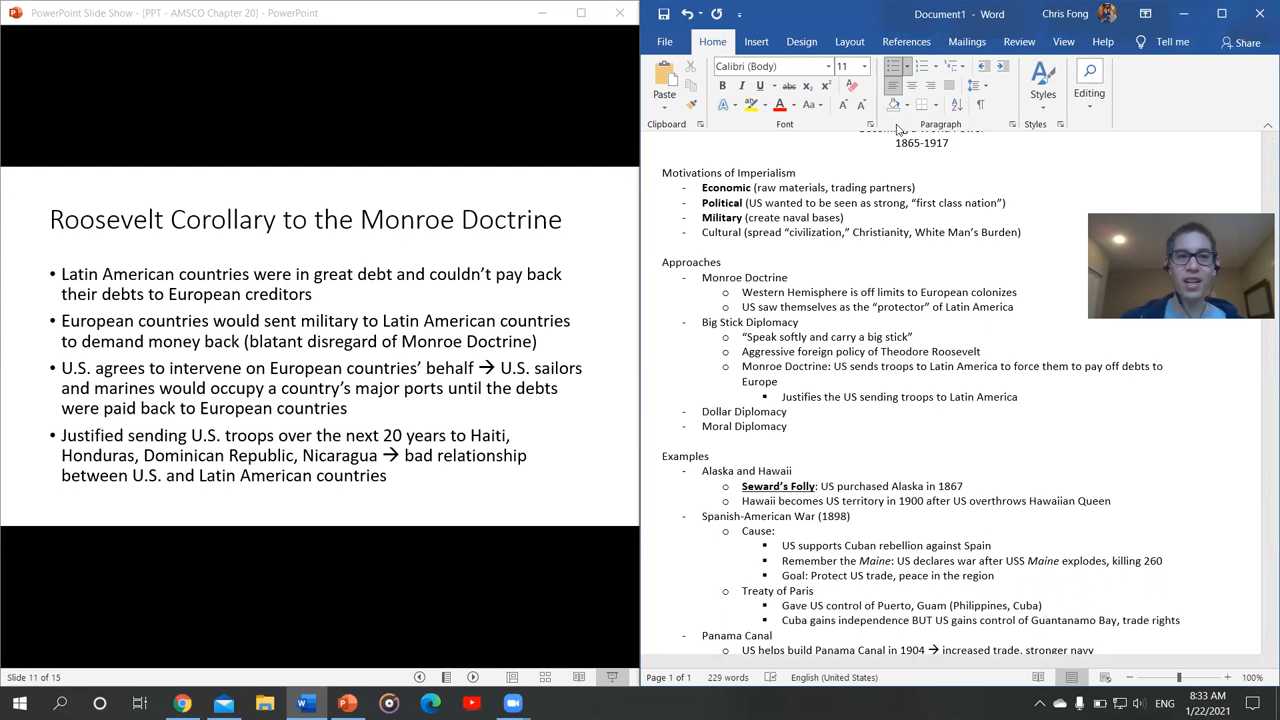 PowerPoint Slide Show - [PPT - AMSCO Chapter 20] - PowerPoint
Roosevelt Corollary to the Monroe Doctrine
• Latin American countries were in great debt and couldn't pay back
their debts to European creditors
• European countries would sent military to Latin American countries
to demand money back (blatant disregard of Monroe Doctrine)
• U.S. agrees to intervene on European countries' behalf → U.S. sailors
and marines would occupy a country's major ports until the debts
were paid back to European countries
• Justified sending U.S. troops over the next 20 years to Haiti,
Honduras, Dominican Republic, Nicaragua → bad relationship
between U.S. and Latin American countries
Slide 11 of 15
Document1 - Word
Chris Fong
File Home Insert Design Layout References Mailings Review View Help Tell me Share
Calibri (Body) 11
Paste
B I U abc x₂ x²
A Aa A A
Styles
Editing
Clipboard Font Paragraph Styles
1865-1917
Motivations of Imperialism
- Economic (raw materials, trading partners)
- Political (US wanted to be seen as strong, “first class nation”)
- Military (create naval bases)
- Cultural (spread “civilization,” Christianity, White Man's Burden)
Approaches
- Monroe Doctrine
o Western Hemisphere is off limits to European colonizes
o US saw themselves as the “protector” of Latin America
- Big Stick Diplomacy
o “Speak softly and carry a big stick”
o Aggressive foreign policy of Theodore Roosevelt
o Monroe Doctrine: US sends troops to Latin America to force them to pay off debts to
Europe
▪ Justifies the US sending troops to Latin America
- Dollar Diplomacy
- Moral Diplomacy
Examples
- Alaska and Hawaii
o Seward's Folly: US purchased Alaska in 1867
o Hawaii becomes US territory in 1900 after US overthrows Hawaiian Queen
- Spanish-American War (1898)
o Cause:
▪ US supports Cuban rebellion against Spain
▪ Remember the Maine: US declares war after USS Maine explodes, killing 260
▪ Goal: Protect US trade, peace in the region
o Treaty of Paris
▪ Gave US control of Puerto, Guam (Philippines, Cuba)
▪ Cuba gains independence BUT US gains control of Guantanamo Bay, trade rights
- Panama Canal
o US helps build Panama Canal in 1904 → increased trade, stronger navy
Page 1 of 1 229 words English (United States) 100%
ENG
8:33 AM
1/22/2021